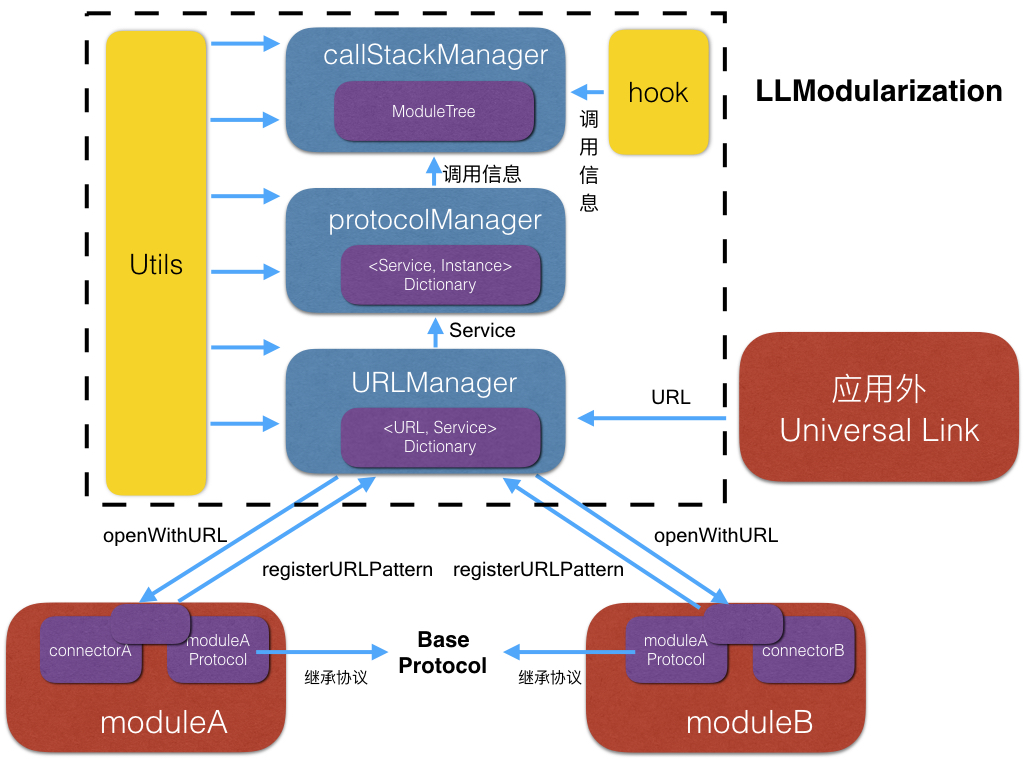 callStackManager
ModuleTree
hook
LLModularization
调
用
信
息
调用信息
protocolManager
<Service, Instance>
Dictionary
Utils
Service
URLManager
<URL, Service>
Dictionary
URL
应用外
Universal Link
openWithURL
registerURLPattern
registerURLPattern
openWithURL
connectorA
moduleA
Protocol
继承协议
moduleA
Base
Protocol
继承协议
moduleA
Protocol
connectorB
moduleB